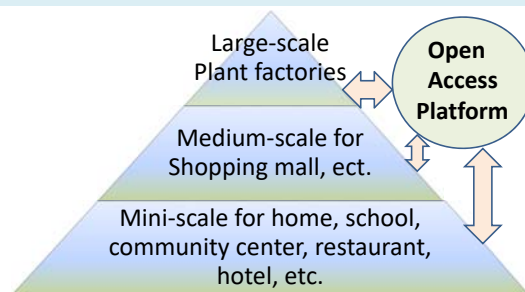 Large-scale
Plant factories
Open
Access
Platform
Medium-scale for
Shopping mall, ect.
Mini-scale for home, school,
community center, restaurant,
hotel, etc.